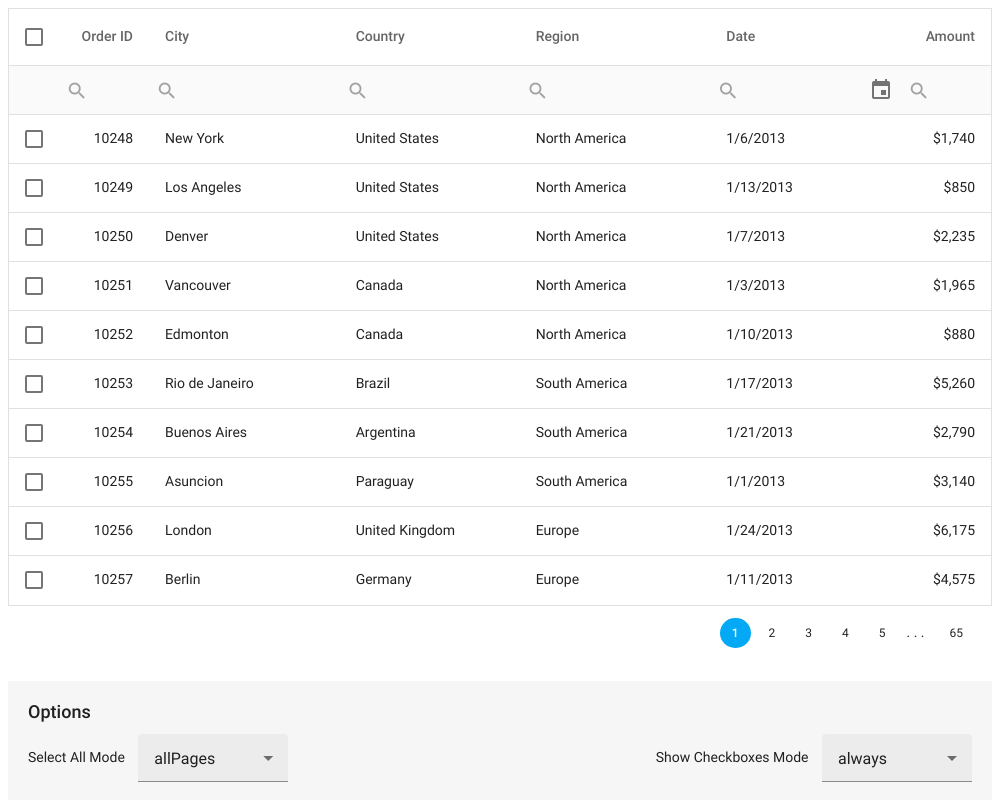 Order ID City Country Region Date Amount
10248 New York United States North America 1/6/2013 $1,740
10249 Los Angeles United States North America 1/13/2013 $850
10250 Denver United States North America 1/7/2013 $2,235
10251 Vancouver Canada North America 1/3/2013 $1,965
10252 Edmonton Canada North America 1/10/2013 $880
10253 Rio de Janeiro Brazil South America 1/17/2013 $5,260
10254 Buenos Aires Argentina South America 1/21/2013 $2,790
10255 Asuncion Paraguay South America 1/1/2013 $3,140
10256 London United Kingdom Europe 1/24/2013 $6,175
10257 Berlin Germany Europe 1/11/2013 $4,575
1 2 3 4 5 ... 65
Options
Select All Mode allPages Show Checkboxes Mode always